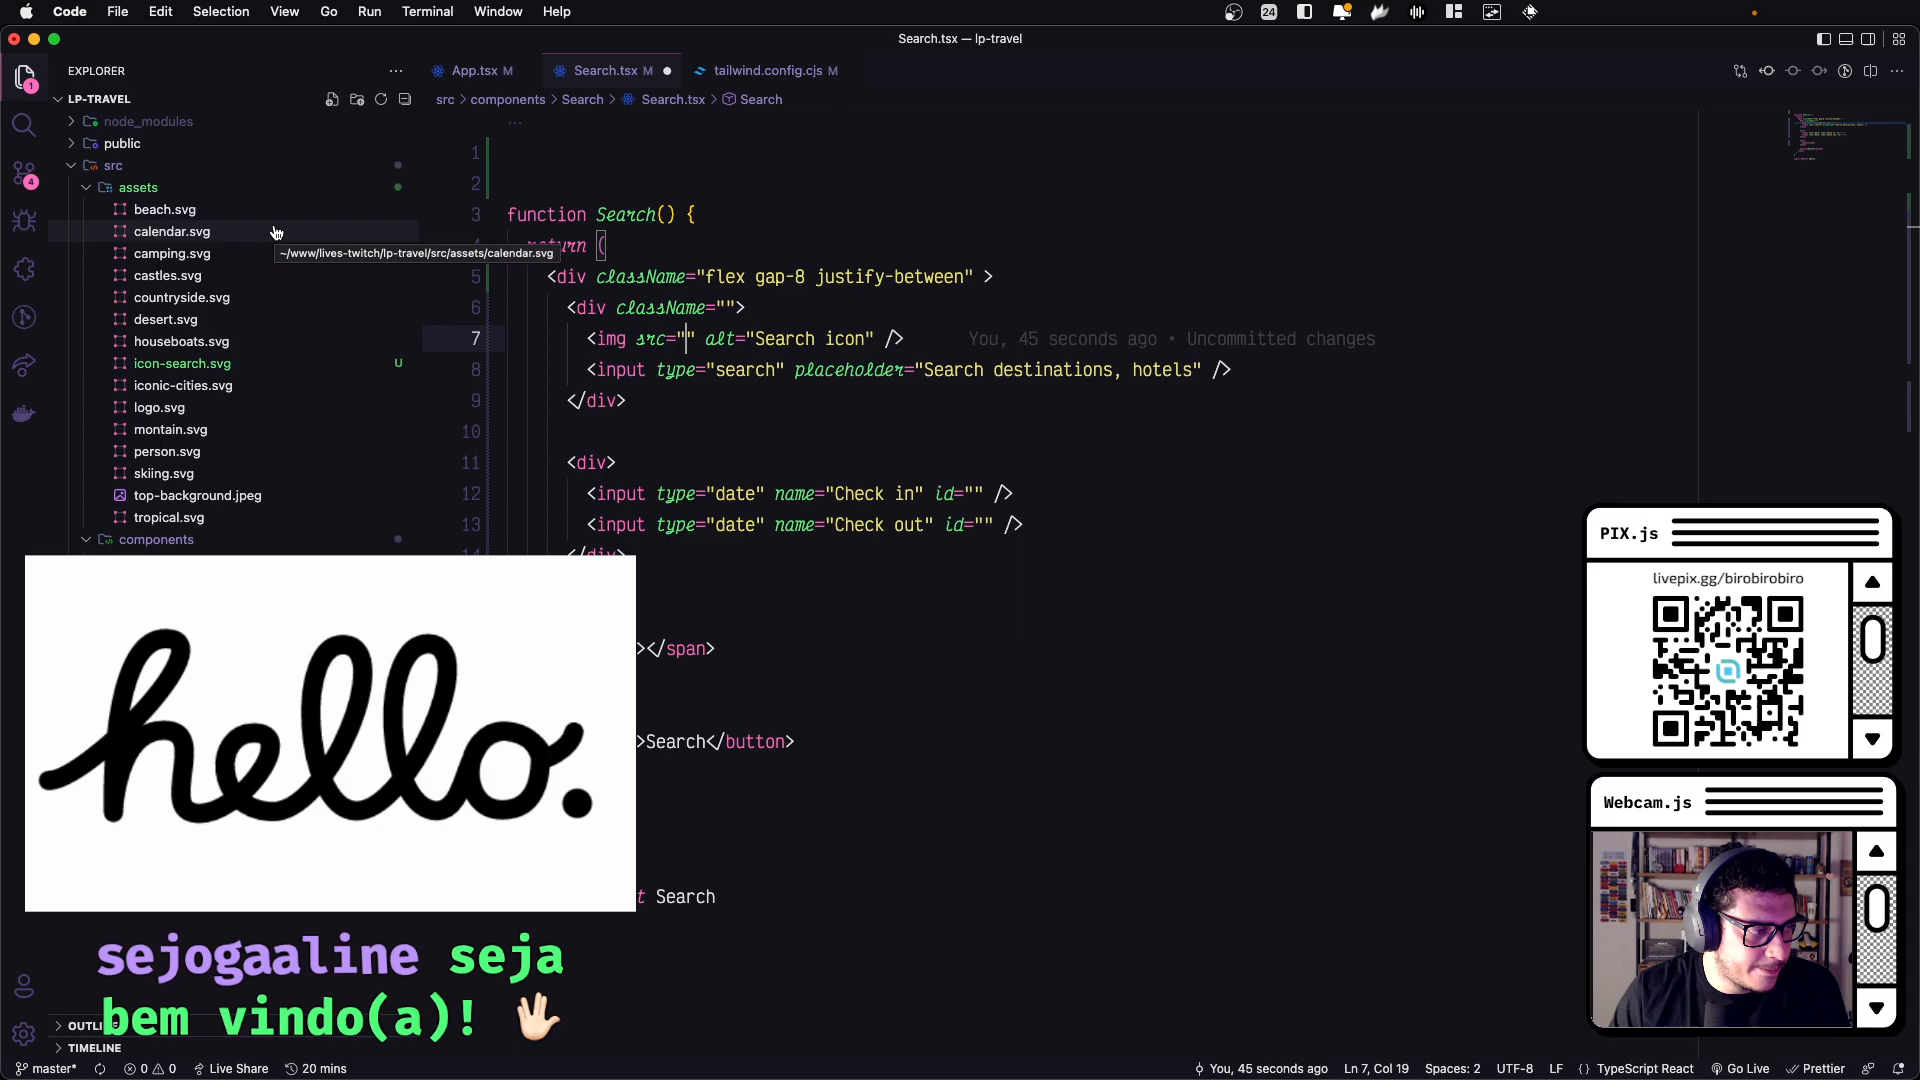 Code File Edit Selection View Go Run Terminal Window Help
24
Search.tsx — lp-travel
EXPLORER
App.tsx M
Search.tsx M
tailwind.config.cjs M
LP-TRAVEL
src > components > Search > Search.tsx > Search
1
4
node_modules
public
src
assets
beach.svg
calendar.svg
camping.svg
castles.svg
countryside.svg
desert.svg
houseboats.svg
icon-search.svg U
iconic-cities.svg
logo.svg
montain.svg
person.svg
skiing.svg
top-background.jpeg
tropical.svg
components
~/www/lives-twitch/lp-travel/src/assets/calendar.svg
1
2
3 function Search() {
return (
5 <div className="flex gap-8 justify-between" >
6 <div className="">
7 <img src="" alt="Search icon" /> You, 45 seconds ago • Uncommitted changes
8 <input type="search" placeholder="Search destinations, hotels" />
9 </div>
10
11 <div>
12 <input type="date" name="Check in" id="" />
13 <input type="date" name="Check out" id="" />
14 </div>
></span>
>Search</button>
t Search
hello.
sejogaaline seja
bem vindo(a)!
OUTLI
TIMELINE
PIX.js
livepix.gg/birobirobiro
Webcam.js
master* 0 0 Live Share 20 mins
You, 45 seconds ago Ln 7, Col 19 Spaces: 2 UTF-8 LF {} TypeScript React Go Live Prettier